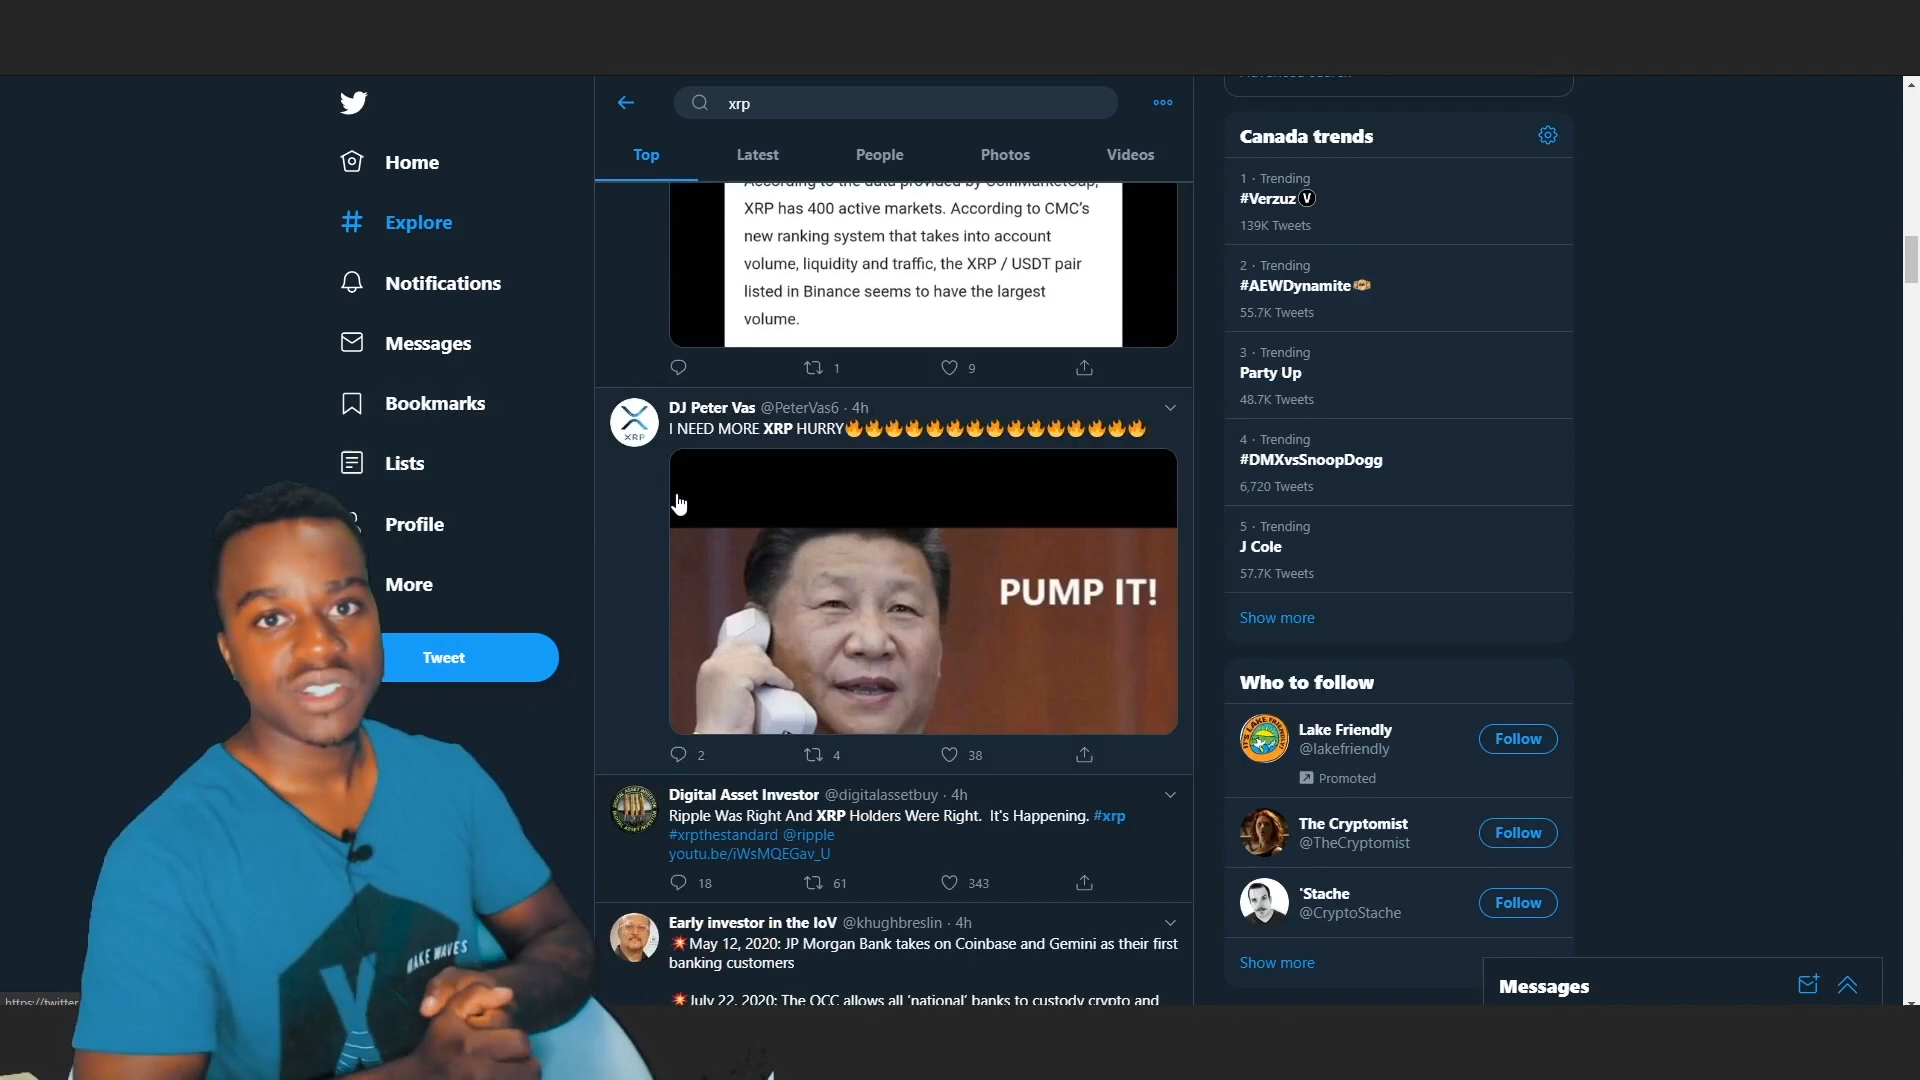 Home
Explore
Notifications
Messages
Bookmarks
Lists
Profile
More
Tweet
MAKE WAVES
https://twitter
xrp
Top
Latest
People
Photos
Videos
According to the data provided by CoinMarketCap,
XRP has 400 active markets. According to CMC's
new ranking system that takes into account
volume, liquidity and traffic, the XRP / USDT pair
listed in Binance seems to have the largest
volume.
1
9
DJ Peter Vas @PeterVas6 · 4h
I NEED MORE XRP HURRY🔥🔥🔥🔥🔥🔥🔥🔥🔥🔥🔥🔥🔥🔥🔥
XRP
PUMP IT!
2
4
38
Digital Asset Investor @digitalassetbuy · 4h
Ripple Was Right And XRP Holders Were Right. It's Happening. #xrp
#xrpthestandard @ripple
youtu.be/iWsMQEGav_U
18
61
343
Early investor in the IoV @khughbreslin · 4h
💥May 12, 2020: JP Morgan Bank takes on Coinbase and Gemini as their first
banking customers
💥July 22, 2020: The OCC allows all 'national' banks to custody crypto and
Advanced search
Canada trends
1 · Trending
#Verzuz V
139K Tweets
2 · Trending
#AEWDynamite
55.7K Tweets
3 · Trending
Party Up
48.7K Tweets
4 · Trending
#DMXvsSnoopDogg
6,720 Tweets
5 · Trending
J Cole
57.7K Tweets
Show more
Who to follow
Lake Friendly
@lakefriendly
Promoted
Follow
The Cryptomist
@TheCryptomist
Follow
'Stache
@CryptoStache
Follow
Show more
Messages